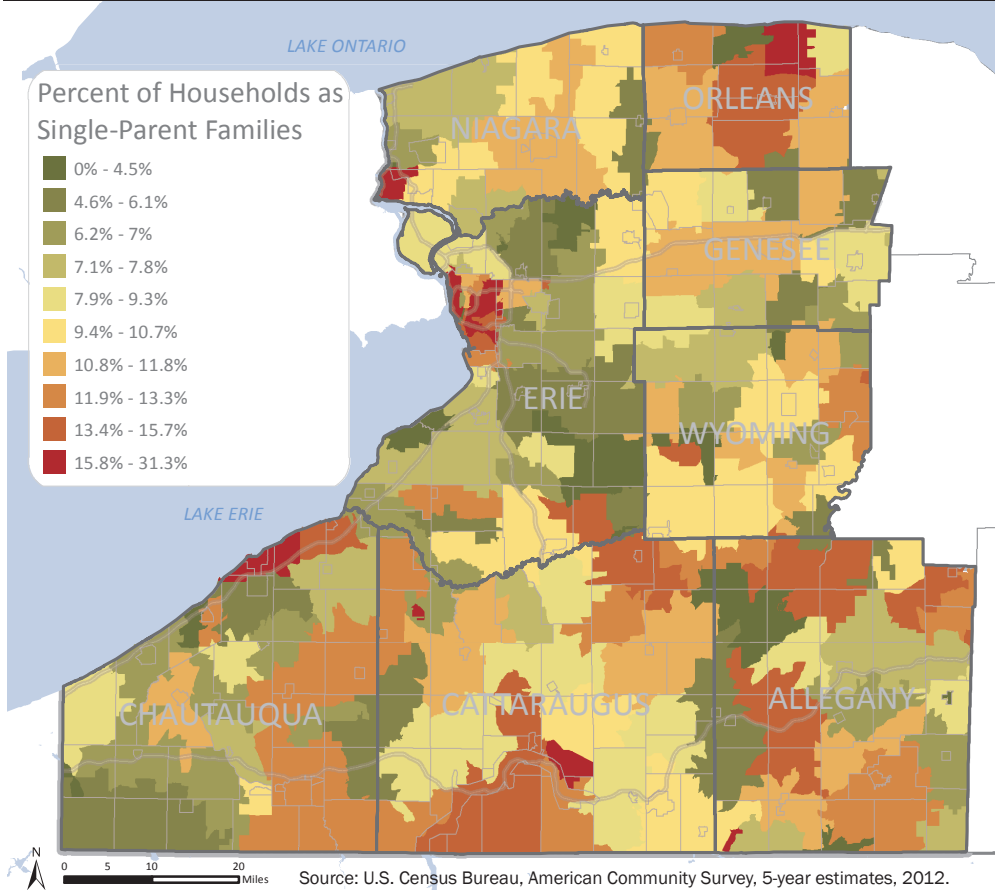 LAKE ONTARIO
Percent of Households as
Single-Parent Families
0% - 4.5%
4.6% - 6.1%
6.2% - 7%
7.1% - 7.8%
7.9% - 9.3%
9.4% - 10.7%
10.8% - 11.8%
11.9% - 13.3%
13.4% - 15.7%
15.8% - 31.3%
NIAGARA
ORLEANS
GENESEE
ERIE
WYOMING
LAKE ERIE
CHAUTAUQUA
CATTARAUGUS
ALLEGANY
N
0 5 10 20
Miles
Source: U.S. Census Bureau, American Community Survey, 5-year estimates, 2012.